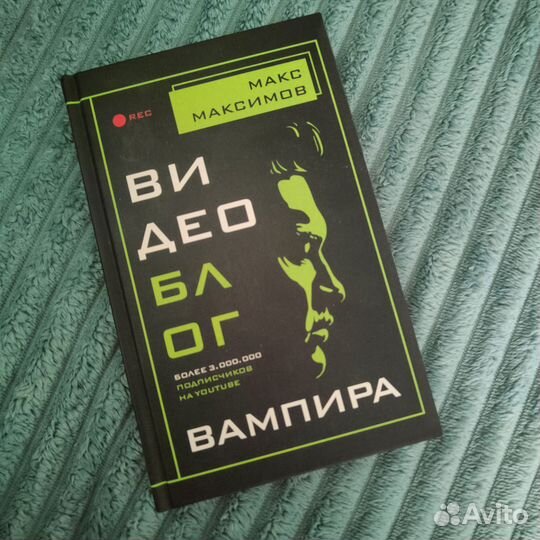 МАКС
МАКСИМОВ
REC
ВИ
ДЕО
БЛ
ОГ
БОЛЕЕ 3.000.000
ПОДПИСЧИКОВ
НА YOUTUBE
ВАМПИРА
Avito